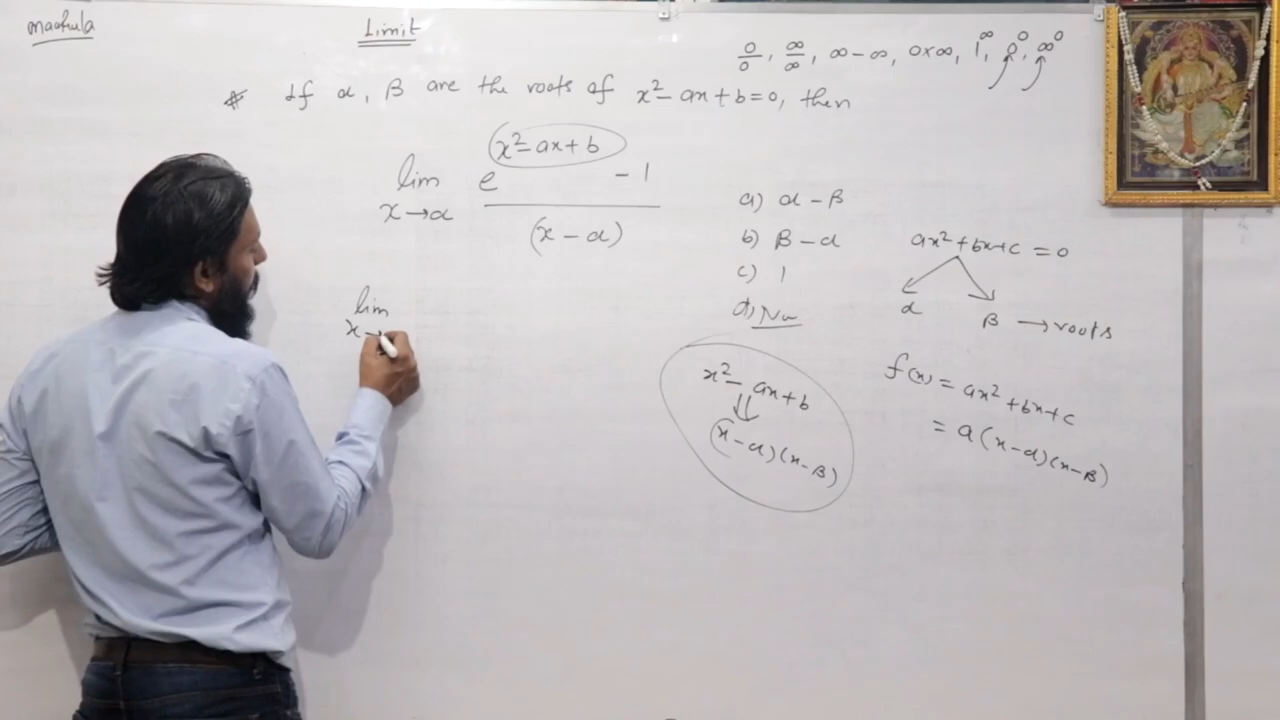 Limit
0/0, ∞/∞, ∞-∞, 0×∞, 1^∞, 0^0, ∞^0
* If α, β are the roots of x²-ax+b=0, then
lim x→α (e^(x²-ax+b) - 1)/(x-α)
a) α-β
b) β-α
c) 1
d) No
ax²+bx+c=0
α β → roots
lim
x→
x²-ax+b
⇓
(x-α)(x-β)
f(x) = ax²+bx+c
= a(x-α)(x-β)